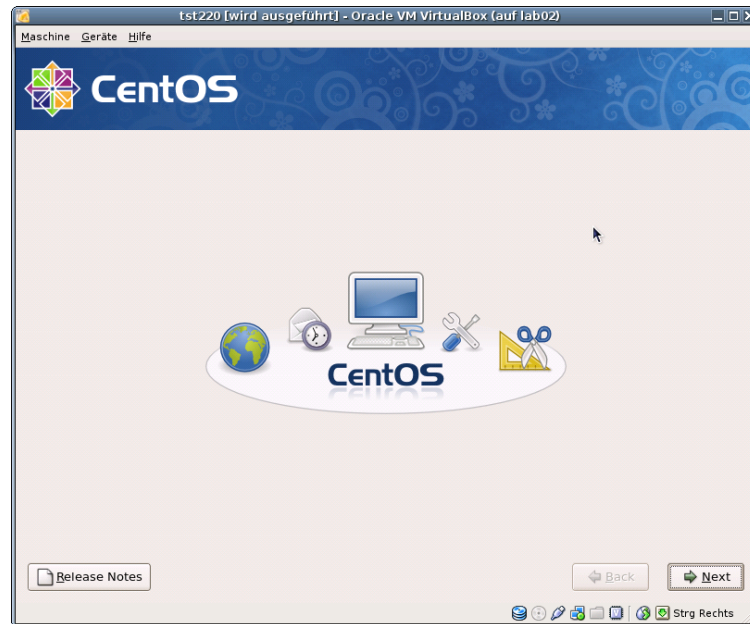 tst220 [wird ausgeführt] - Oracle VM VirtualBox (auf lab02)
Maschine Geräte Hilfe
CentOS
CentOS
Release Notes Back Next
Strg Rechts